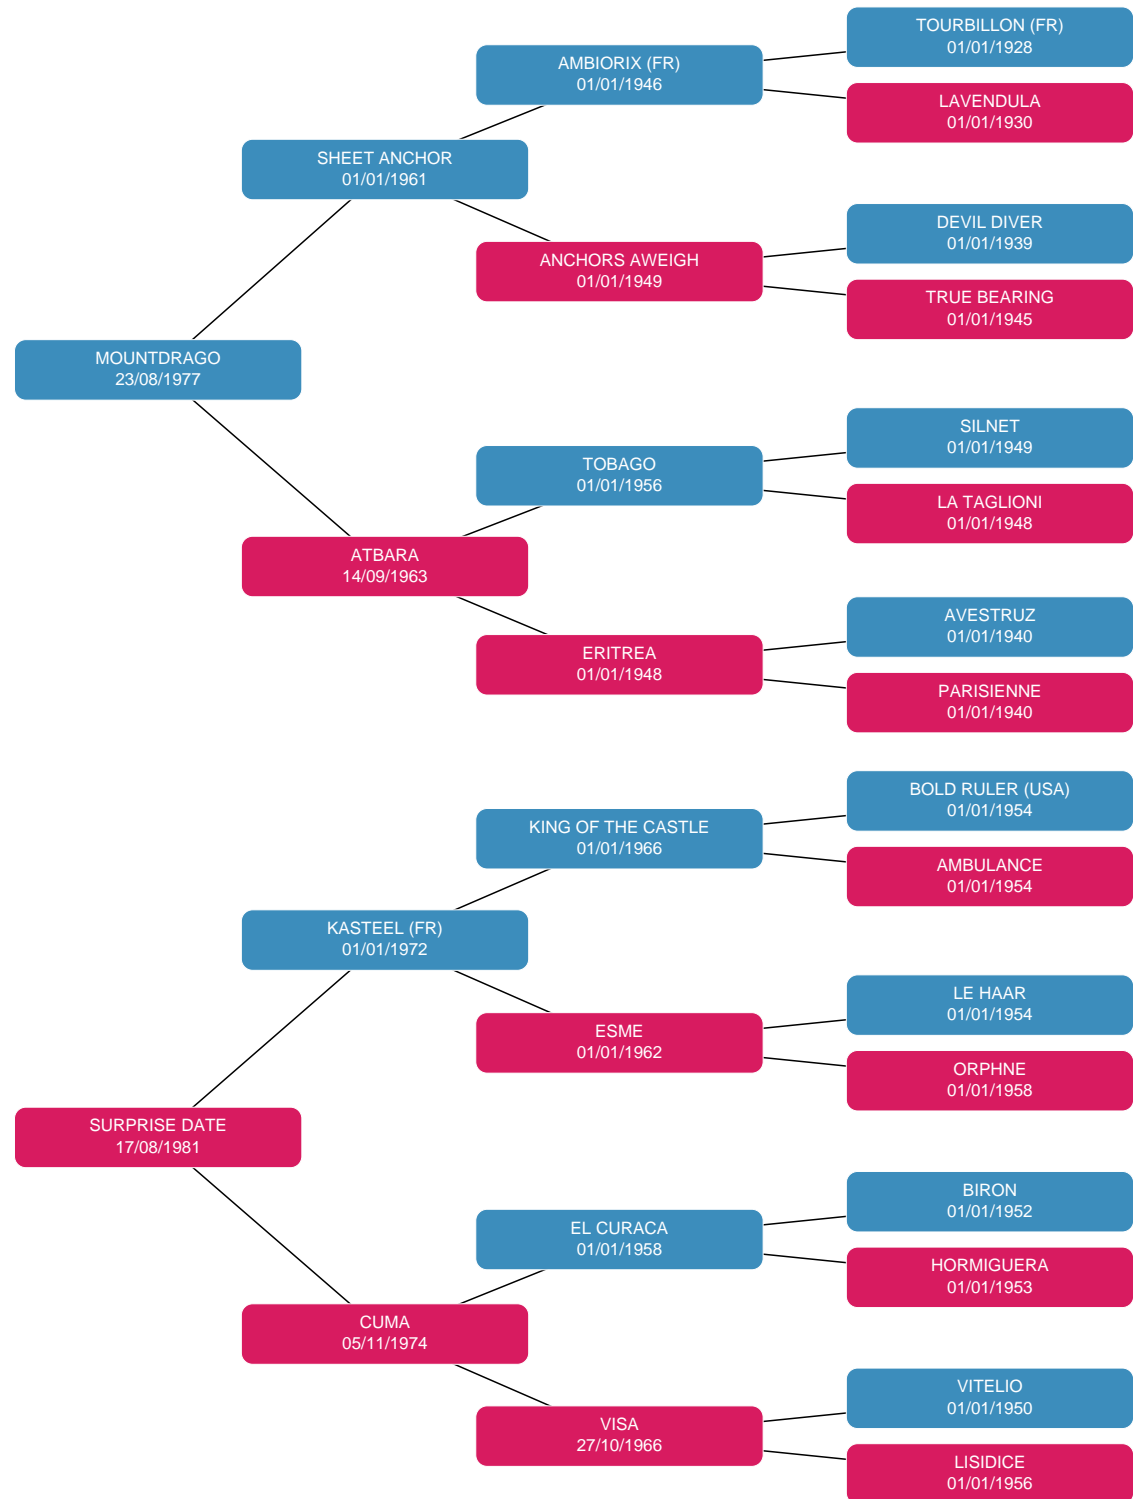 TOURBILLON (FR)
01/01/1928
AMBIORIX (FR)
01/01/1946
LAVENDULA
01/01/1930
SHEET ANCHOR
01/01/1961
DEVIL DIVER
01/01/1939
ANCHORS AWEIGH
01/01/1949
TRUE BEARING
01/01/1945
MOUNTDRAGO
23/08/1977
SILNET
01/01/1949
TOBAGO
01/01/1956
LA TAGLIONI
01/01/1948
ATBARA
14/09/1963
AVESTRUZ
01/01/1940
ERITREA
01/01/1948
PARISIENNE
01/01/1940
BOLD RULER (USA)
01/01/1954
KING OF THE CASTLE
01/01/1966
AMBULANCE
01/01/1954
KASTEEL (FR)
01/01/1972
LE HAAR
01/01/1954
ESME
01/01/1962
ORPHNE
01/01/1958
SURPRISE DATE
17/08/1981
BIRON
01/01/1952
EL CURACA
01/01/1958
HORMIGUERA
01/01/1953
CUMA
05/11/1974
VITELIO
01/01/1950
VISA
27/10/1966
LISIDICE
01/01/1956